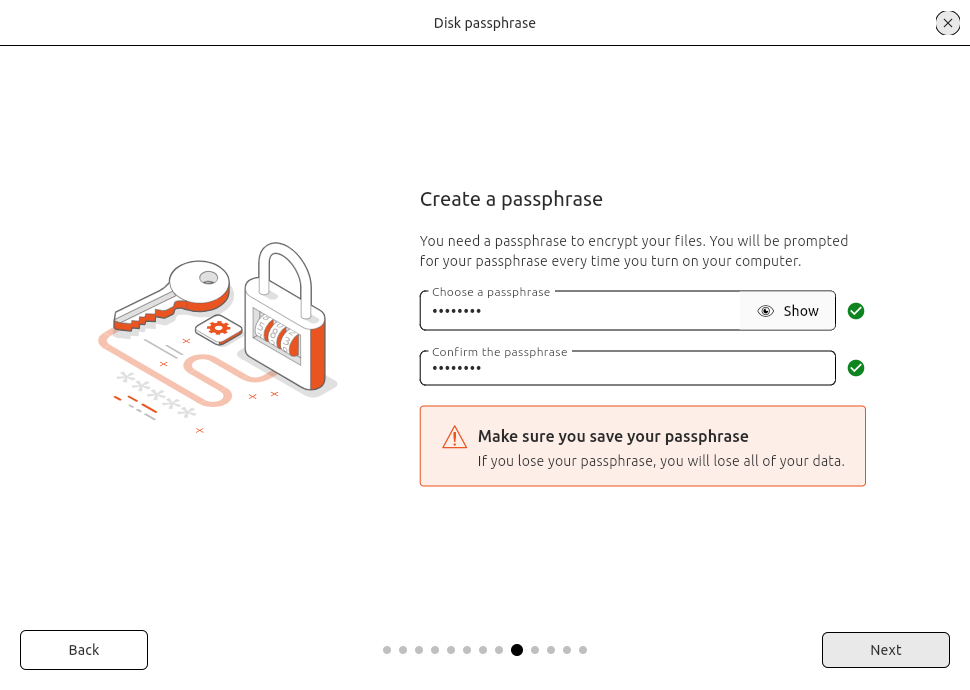 Disk passphrase
Create a passphrase
You need a passphrase to encrypt your files. You will be prompted
for your passphrase every time you turn on your computer.
Choose a passphrase
••••••••
Show
Confirm the passphrase
••••••••
Make sure you save your passphrase
If you lose your passphrase, you will lose all of your data.
Back
Next